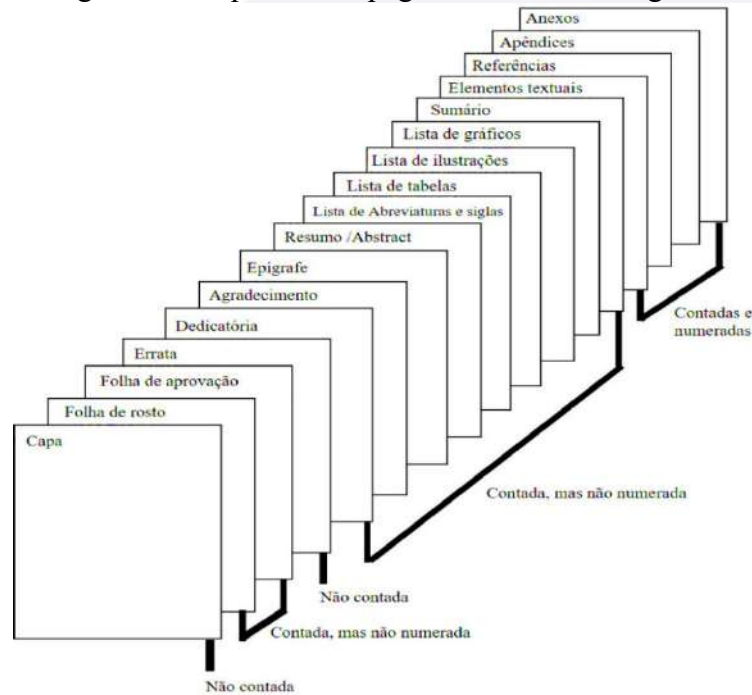 Anexos
Apêndices
Referências
Elementos textuais
Sumário
Lista de gráficos
Lista de ilustrações
Lista de tabelas
Lista de Abreviaturas e siglas
Resumo /Abstract
Epigrafe
Agradecimento
Dedicatória
Errata
Folha de aprovação
Folha de rosto
Capa
Contadas e
numeradas
Contada, mas não numerada
Não contada
Contada, mas não numerada
Não contada